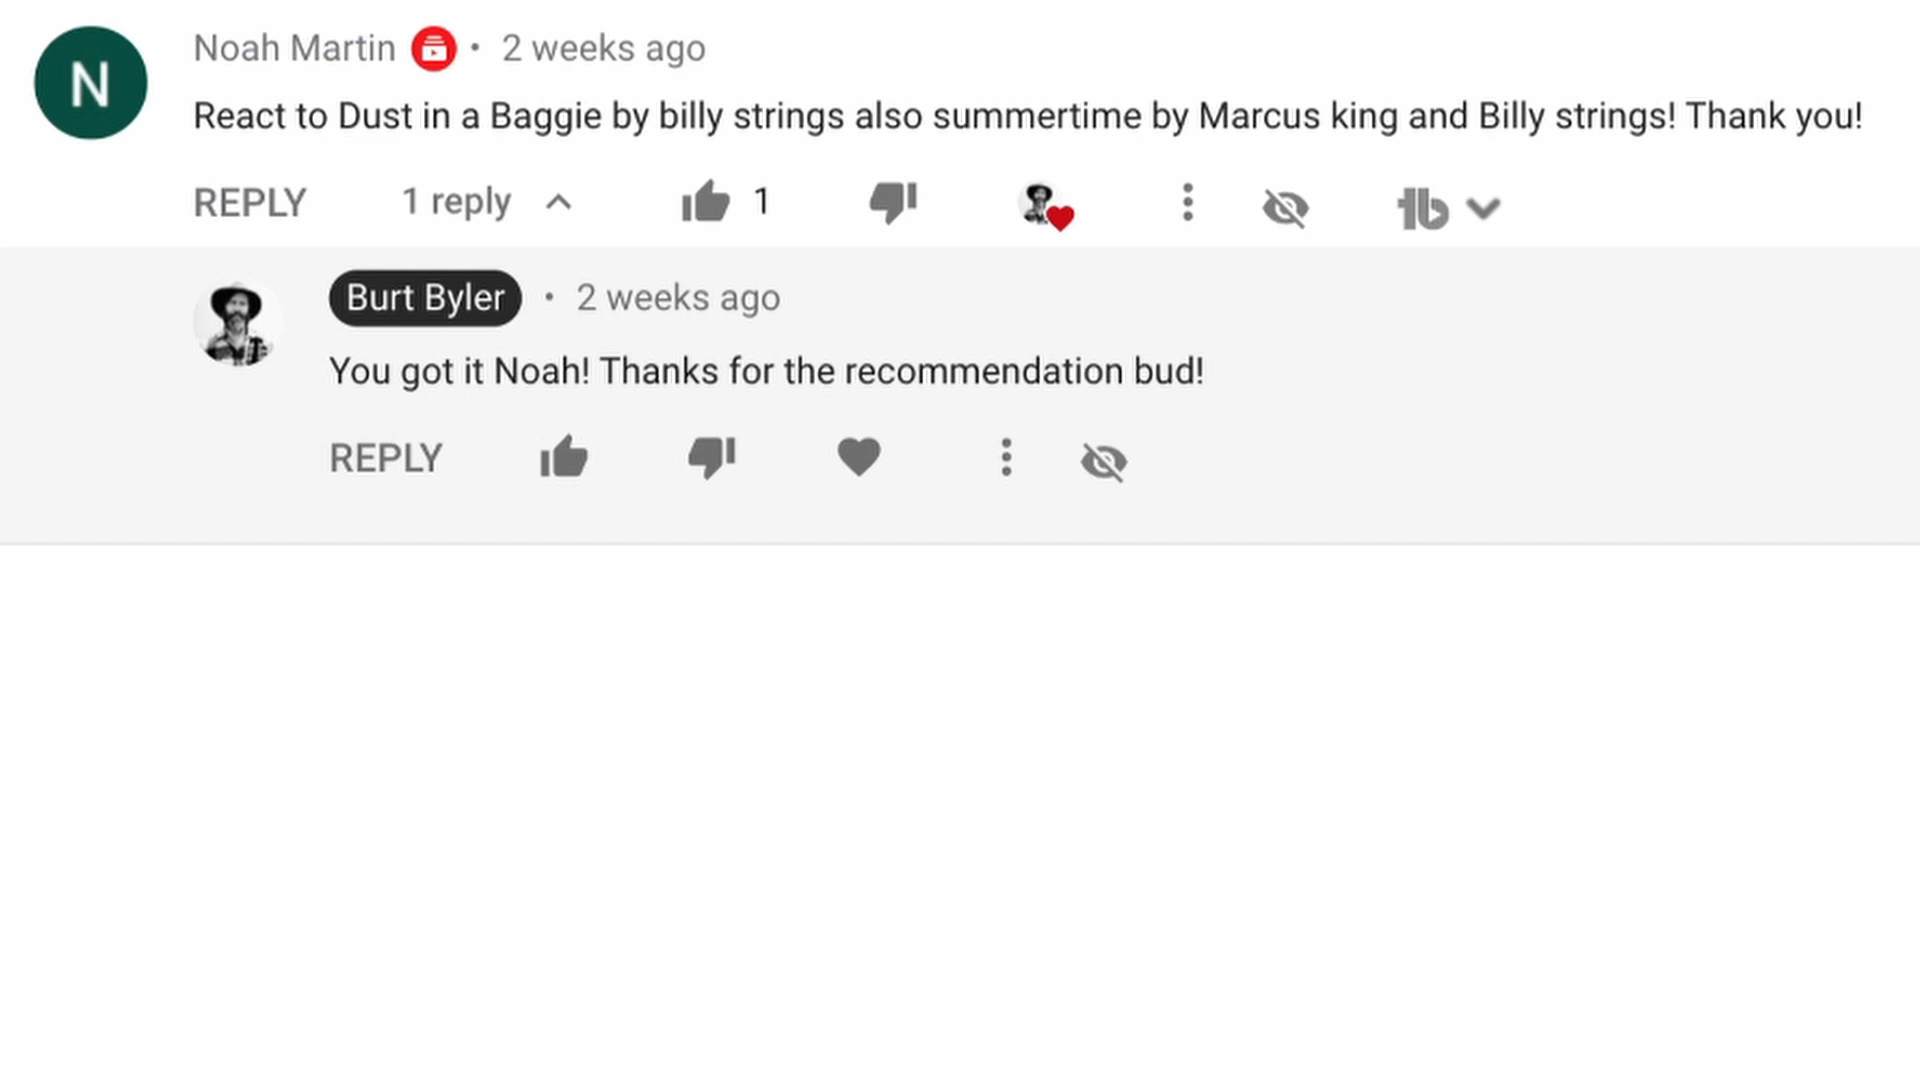 N
Noah Martin • 2 weeks ago
React to Dust in a Baggie by billy strings also summertime by Marcus king and Billy strings! Thank you!
REPLY 1 reply 1 tb
Burt Byler • 2 weeks ago
You got it Noah! Thanks for the recommendation bud!
REPLY